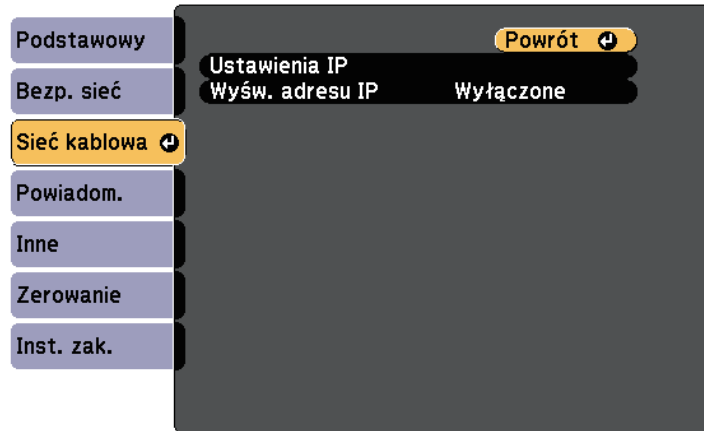 Podstawowy
Bezp. sieć
Sieć kablowa
Powiadom.
Inne
Zerowanie
Inst. zak.
Powrót
Ustawienia IP
Wyśw. adresu IP Wyłączone